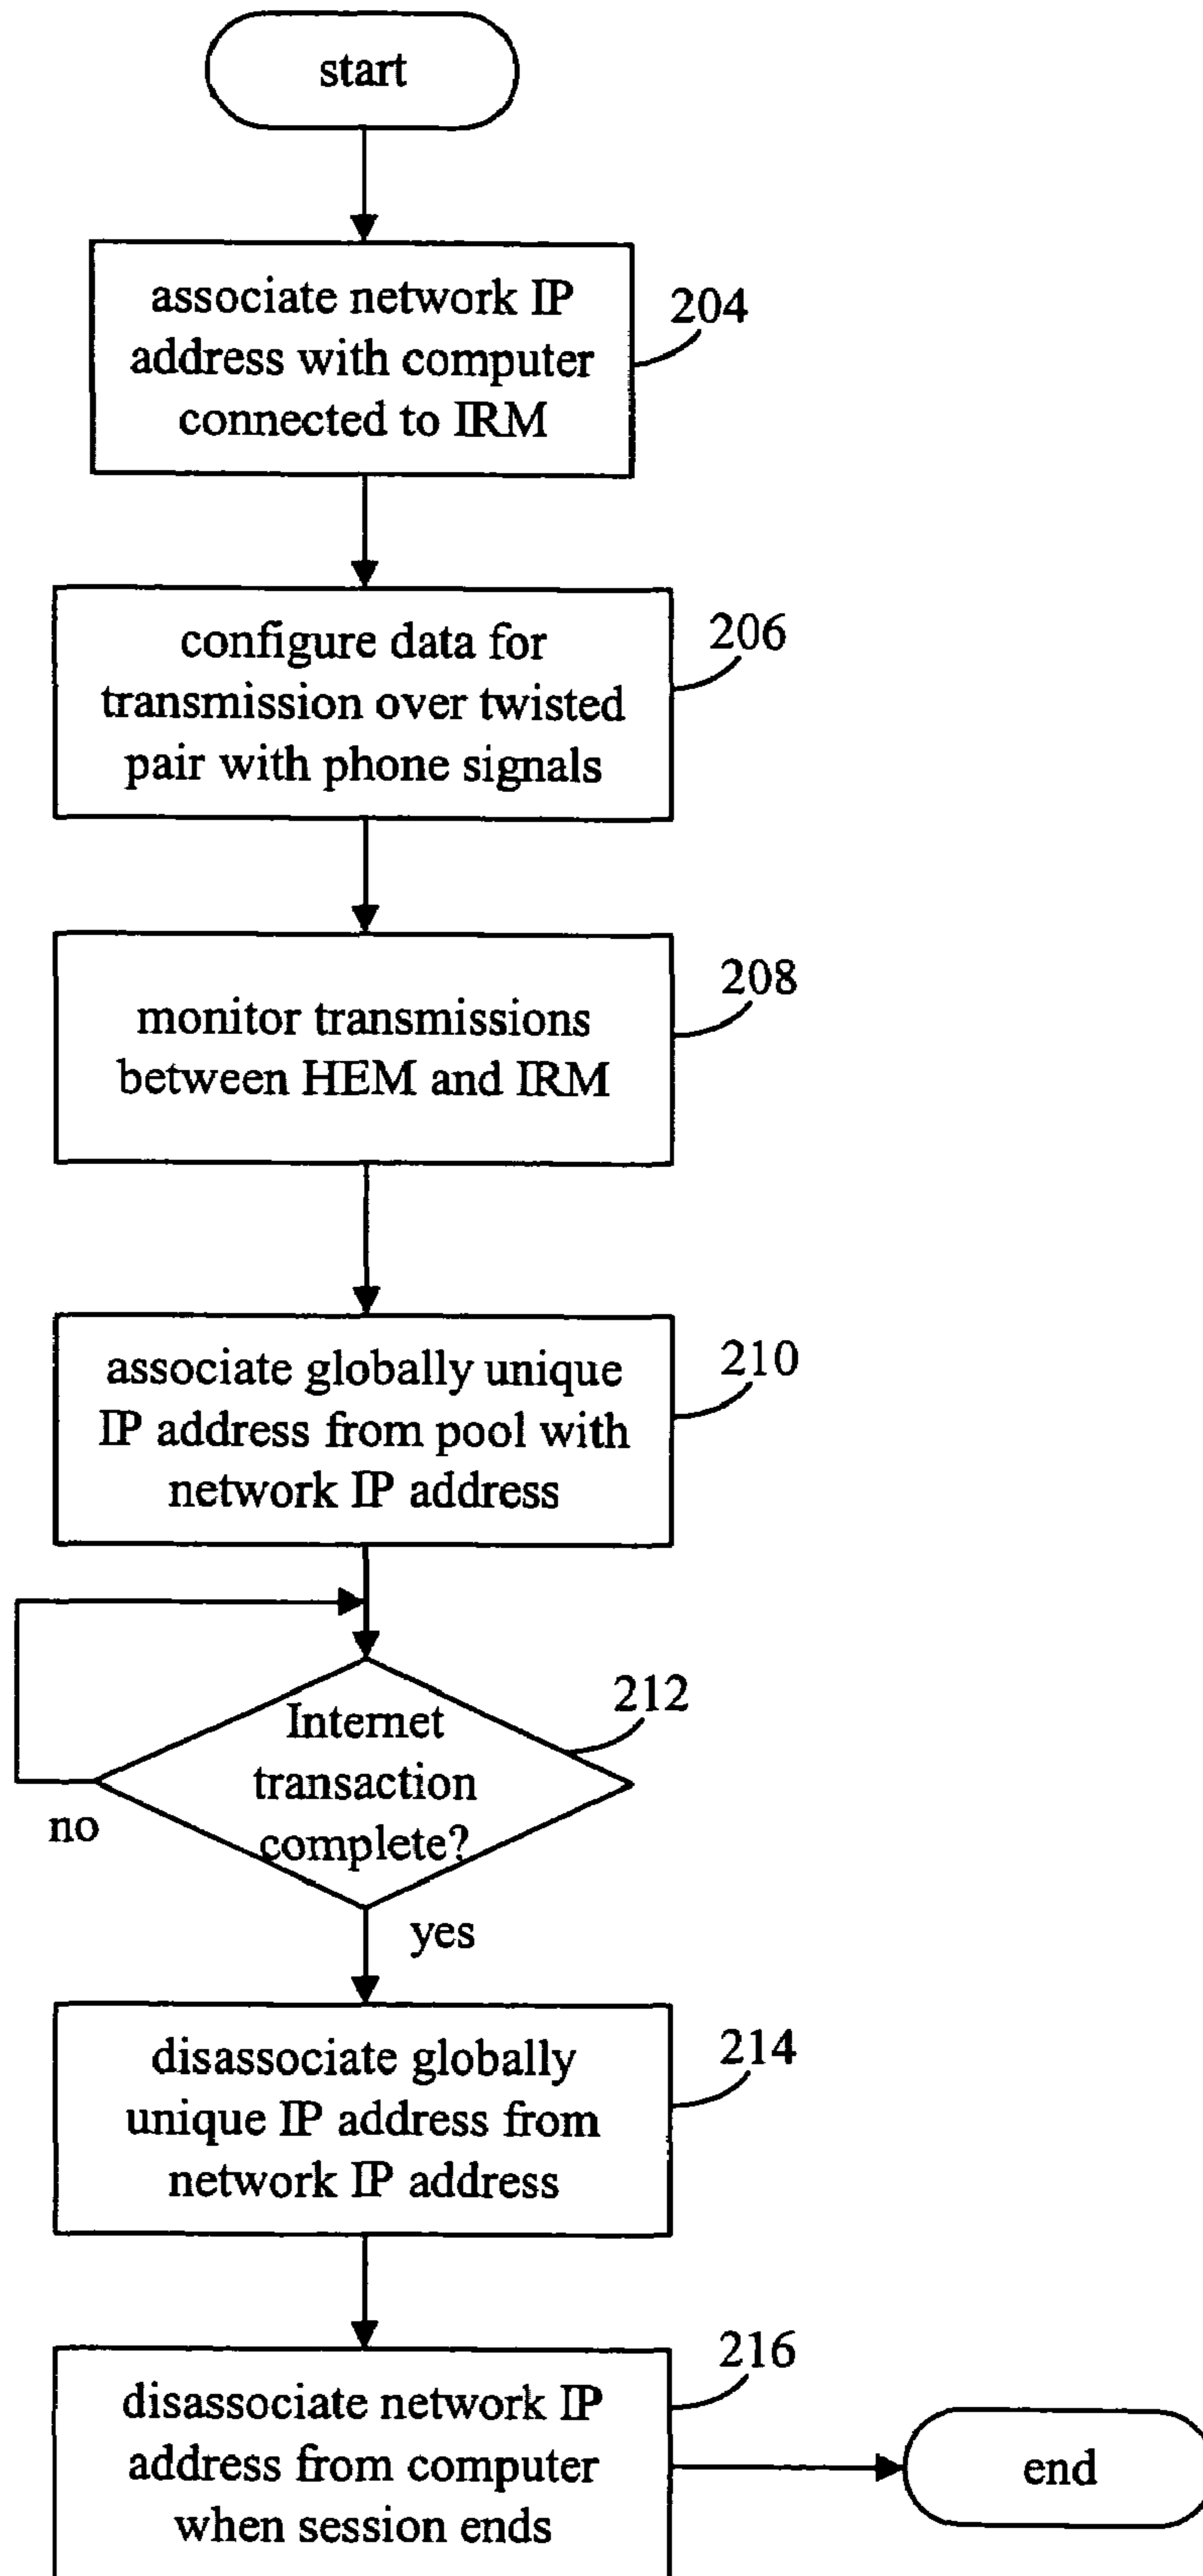 start
associate network IP
address with computer
connected to IRM
204
configure data for
transmission over twisted
pair with phone signals
206
monitor transmissions
between HEM and IRM
208
associate globally unique
IP address from pool with
network IP address
210
Internet
transaction
complete?
212
no
yes
disassociate globally
unique IP address from
network IP address
214
disassociate network IP
address from computer
when session ends
216
end